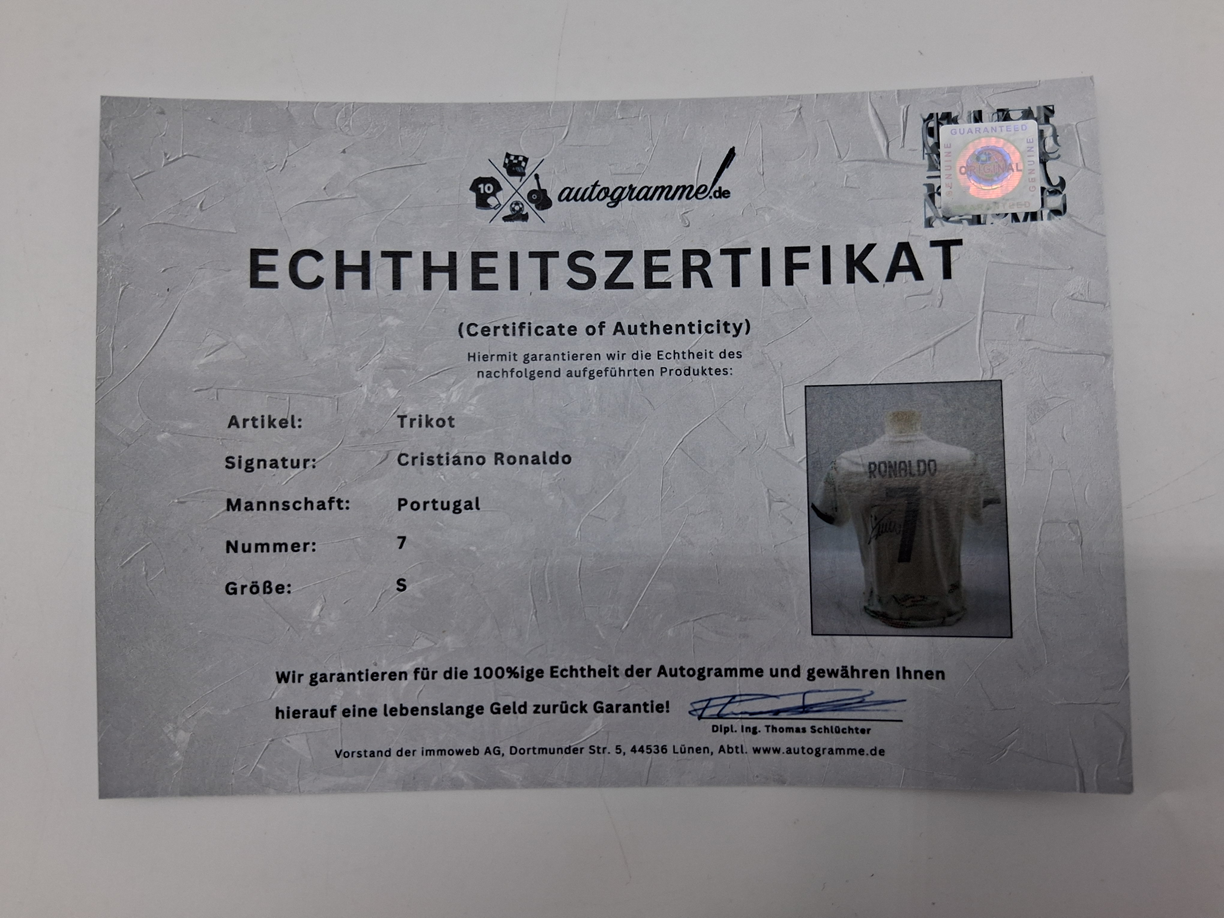 GUARANTEED
GENUINE
ORIGINAL
GENUINE
10
autogramme.de
ECHTHEITSZERTIFIKAT
(Certificate of Authenticity)
Hiermit garantieren wir die Echtheit des
nachfolgend aufgeführten Produktes:
Artikel: Trikot
Signatur: Cristiano Ronaldo
Mannschaft: Portugal
Nummer: 7
Größe: S
RONALDO
7
Wir garantieren für die 100%ige Echtheit der Autogramme und gewähren Ihnen
hierauf eine lebenslange Geld zurück Garantie!
Dipl. Ing. Thomas Schlüchter
Vorstand der immoweb AG, Dortmunder Str. 5, 44536 Lünen, Abtl. www.autogramme.de